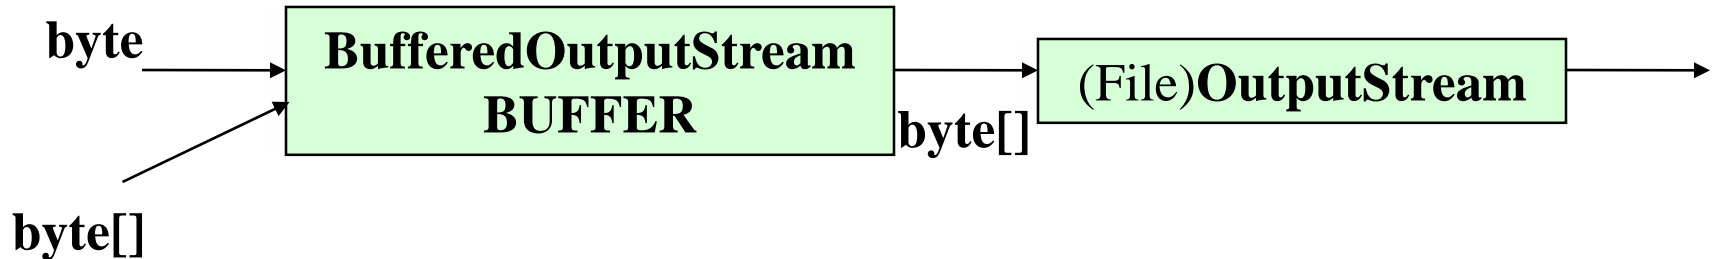 byte
BufferedOutputStream
BUFFER
byte[]
(File)OutputStream
byte[]